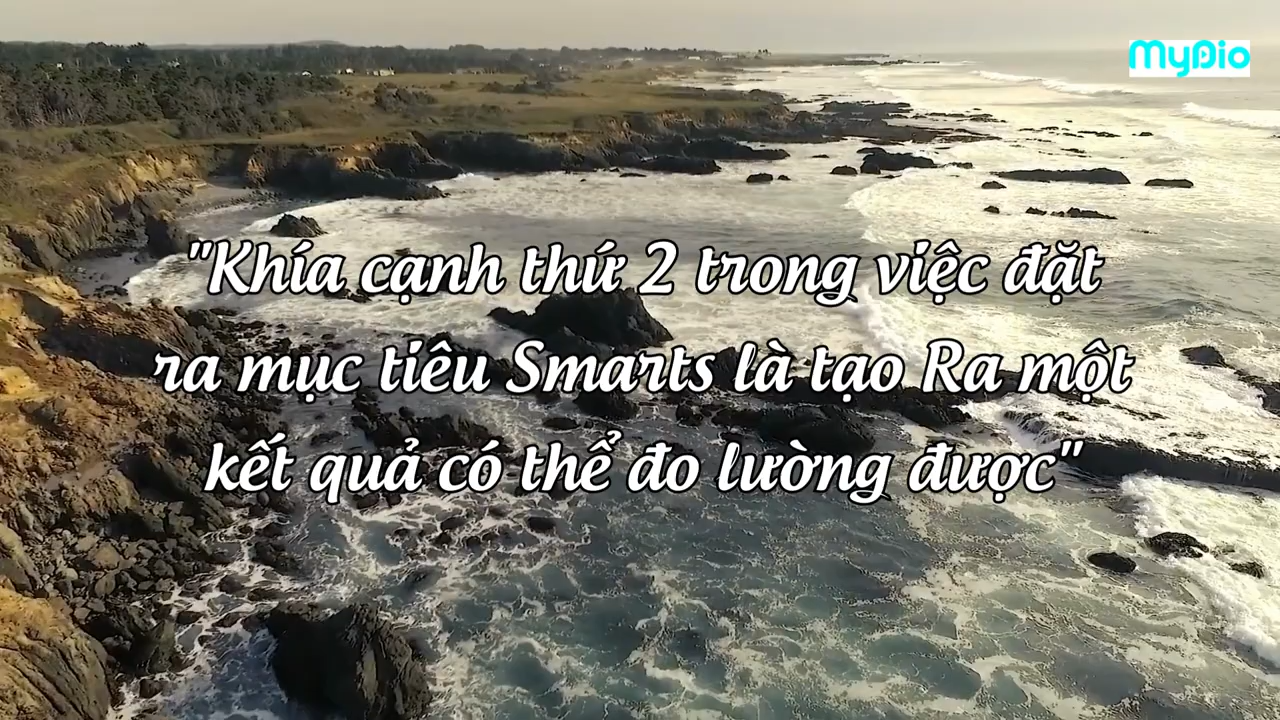 MyDio
"Khía cạnh thứ 2 trong việc đặt
ra mục tiêu Smarts là tạo Ra một
kết quả có thể đo lường được"